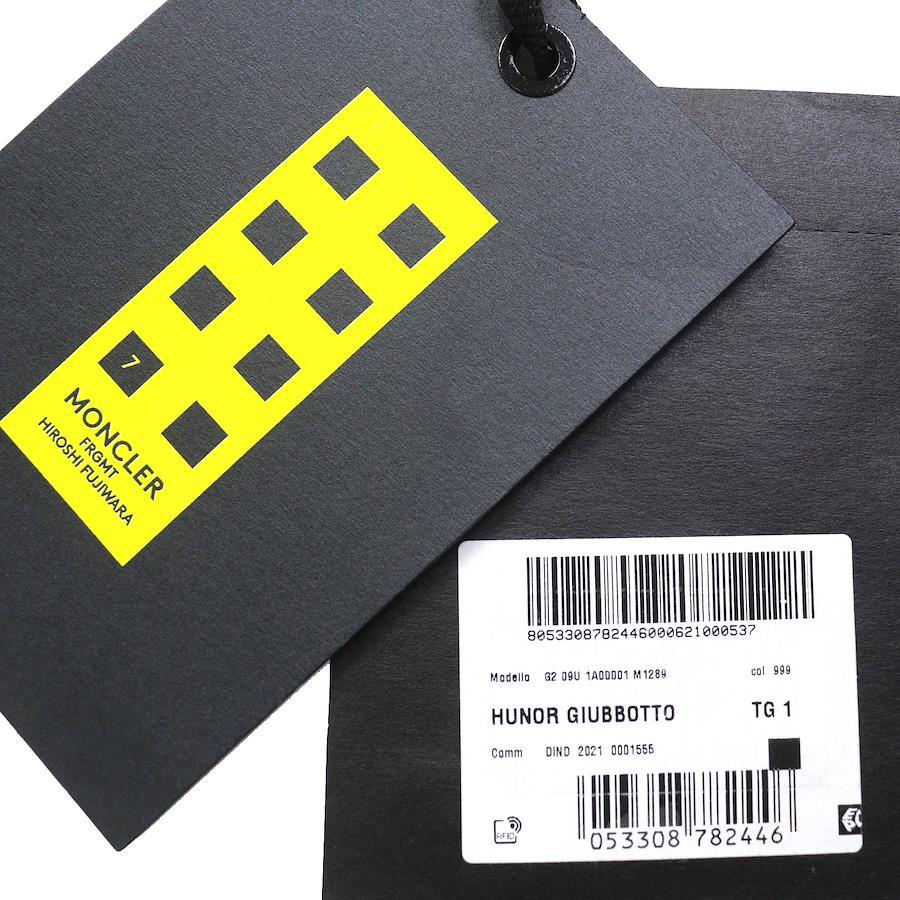 7
MONCLER
FRGMT
HIROSHI FUJIWARA
8053308782446000621000537
Modello G2 09U 1A00001 M1289 col 999
HUNOR GIUBBOTTO TG 1
Comm DIND 2021 0001555
RFID
053308 782446